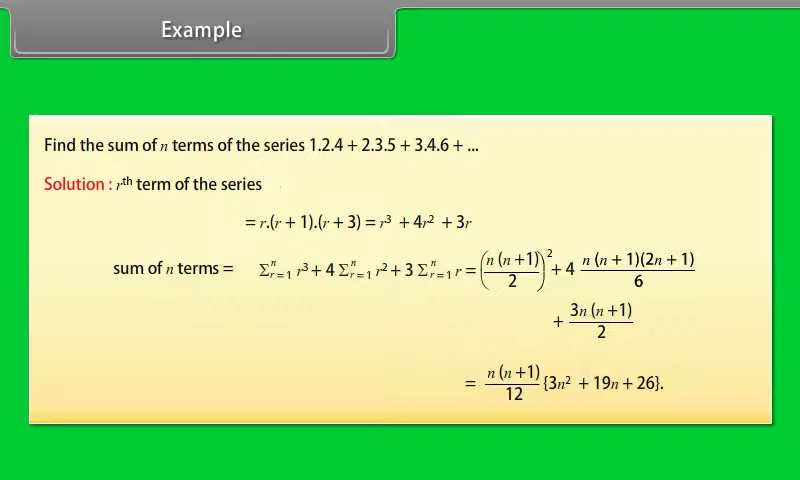 Example
Find the sum of n terms of the series 1.2.4 + 2.3.5 + 3.4.6 + ...
Solution : rᵗʰ term of the series
= r.(r + 1).(r + 3) = r³ + 4r² + 3r
sum of n terms = Σⁿᵣ₌₁ r³ + 4 Σⁿᵣ₌₁ r² + 3 Σⁿᵣ₌₁ r = (n (n +1)/2)² + 4 n (n + 1)(2n + 1)/6
+ 3n (n +1)/2
= n (n +1)/12 {3n² + 19n + 26}.